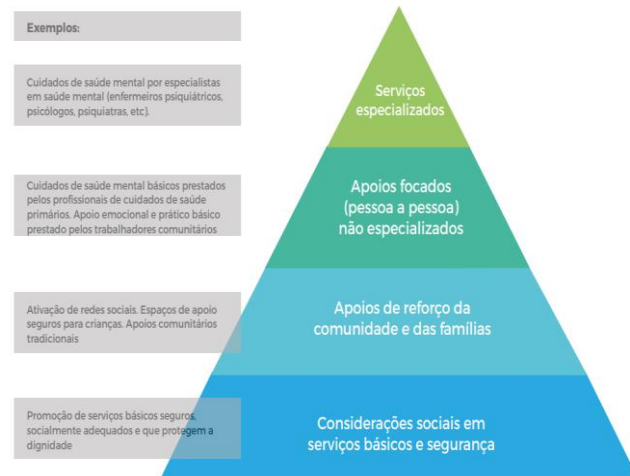 Exemplos:
Cuidados de saúde mental por especialistas
em saúde mental (enfermeiros psiquiátricos,
psicólogos, psiquiatras, etc).
Serviços
especializados
Cuidados de saúde mental básicos prestados
pelos profissionais de cuidados de saúde
primários. Apoio emocional e prático básico
prestado pelos trabalhadores comunitários
Apoios focados
(pessoa a pessoa)
não especializados
Ativação de redes sociais. Espaços de apoio
seguros para crianças. Apoios comunitários
tradicionais
Apoios de reforço da
comunidade e das famílias
Promoção de serviços básicos seguros,
socialmente adequados e que protegem a
dignidade
Considerações sociais em
serviços básicos e segurança